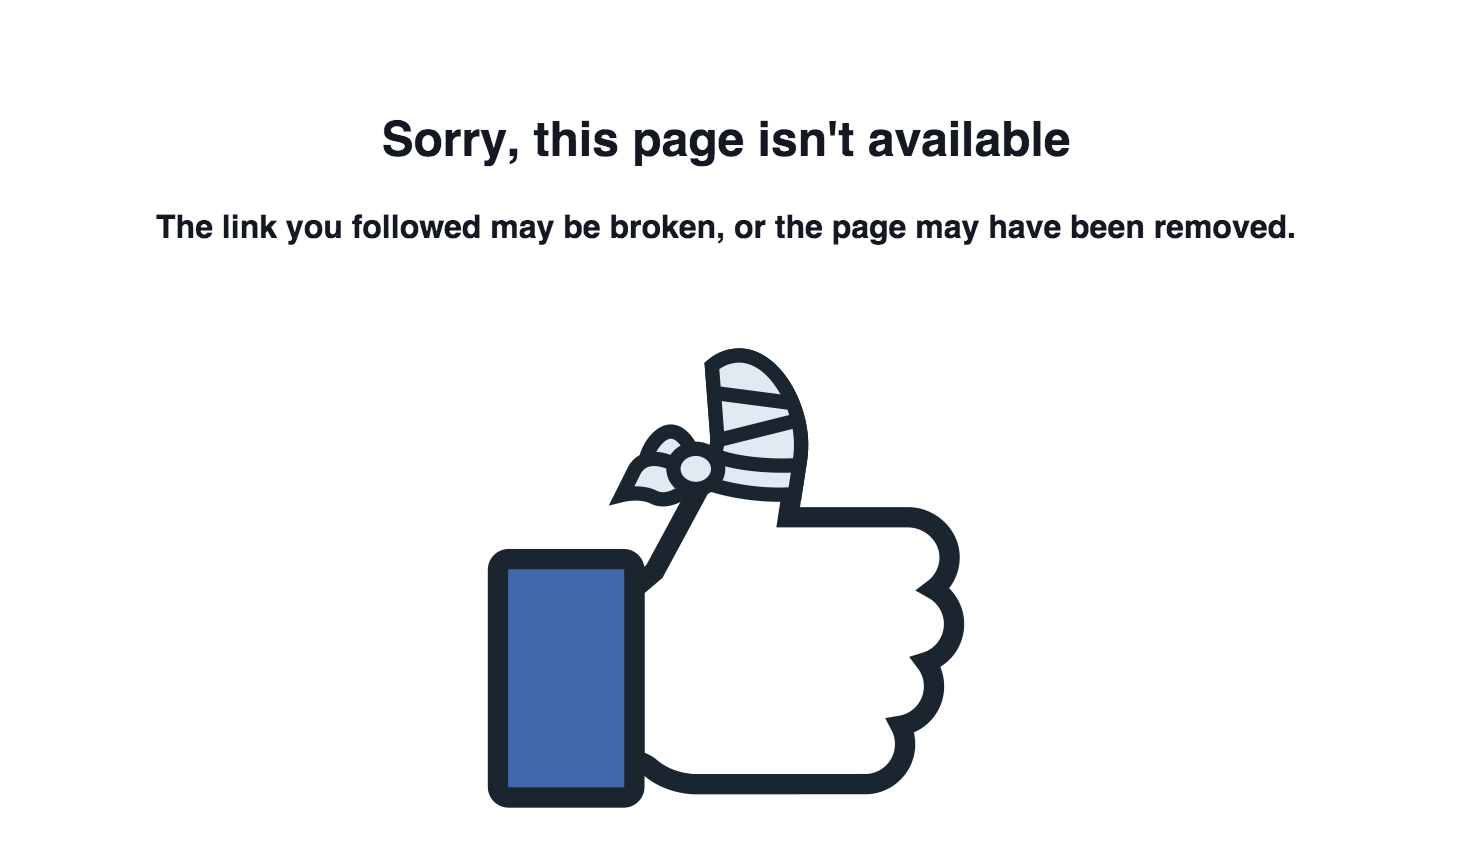 Sorry, this page isn't available
The link you followed may be broken, or the page may have been removed.